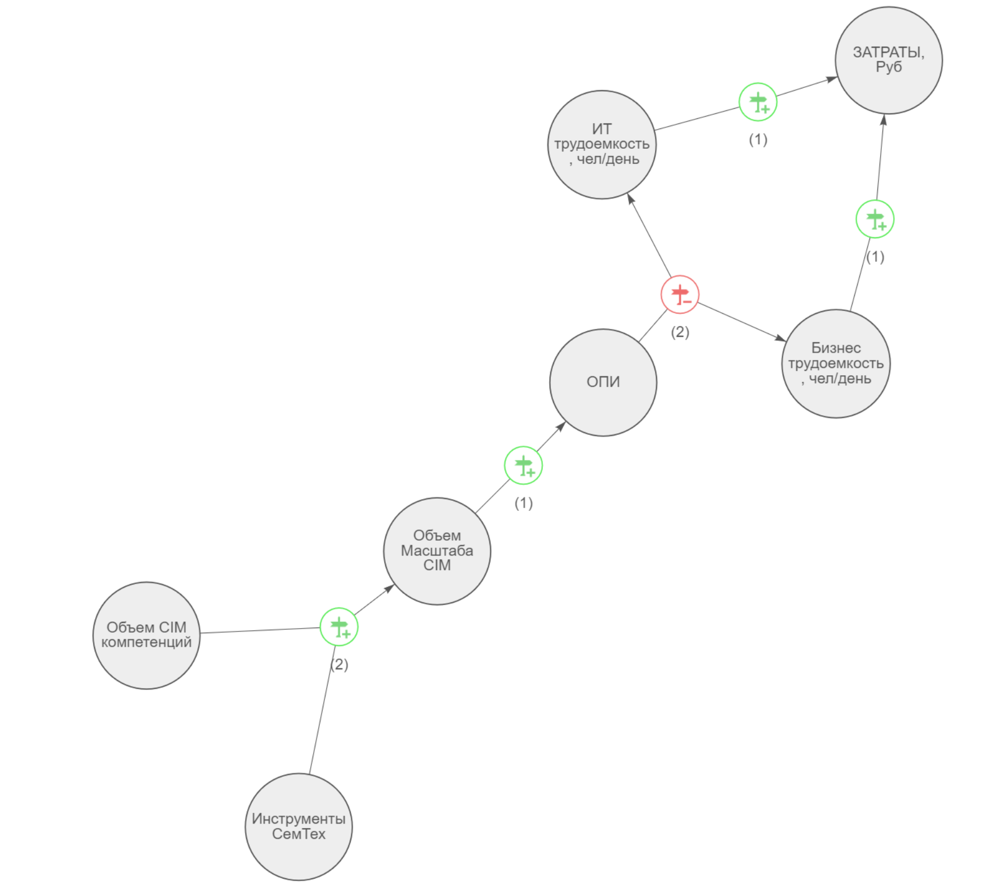 ЗАТРАТЫ,
Руб
ИТ
трудоемкость
, чел/день
(1)
(1)
(2)
Бизнес
трудоемкость
, чел/день
ОПИ
(1)
Объем
Масштаба
CIM
Объем CIM
компетенций
(2)
Инструменты
СемТех